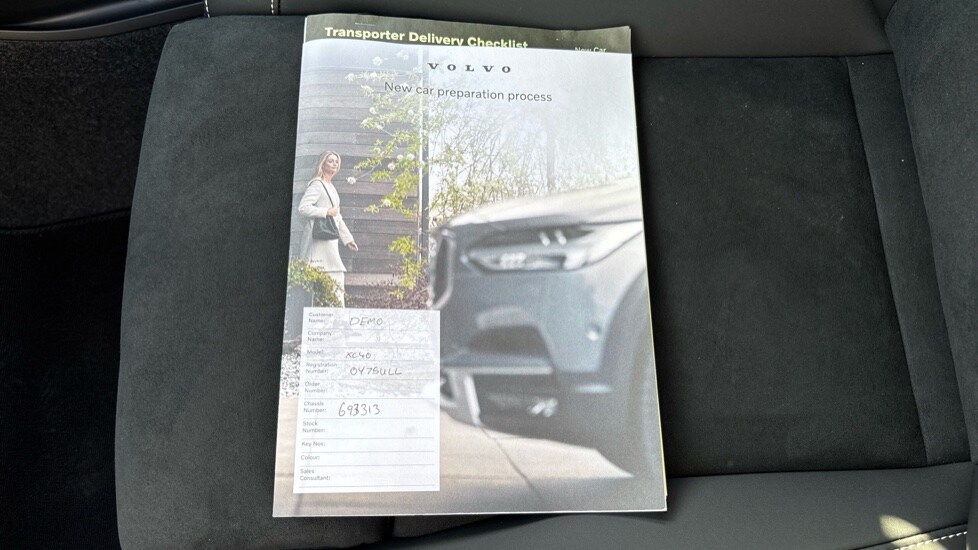 Transporter Delivery Checklist
New Car
VOLVO
New car preparation process
Customer Name: DEMO
Company Name:
Model: XC40
Registration Number: OY75ULL
Order Number:
Chassis Number: 693313
Stock Number:
Key Nos:
Colour:
Sales Consultant: